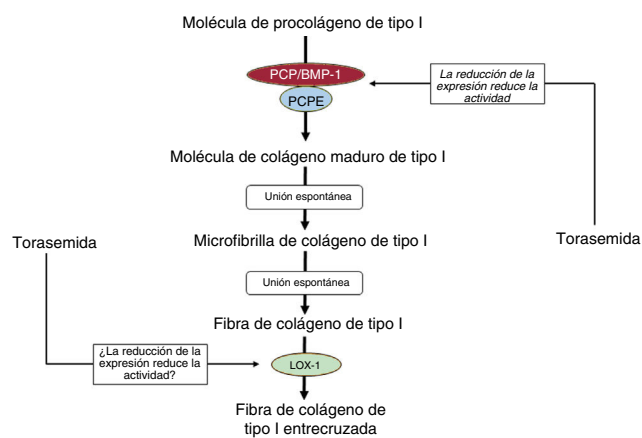 Molécula de procolágeno de tipo I
PCP/BMP-1
PCPE
La reducción de la
expresión reduce la
actividad
Molécula de colágeno maduro de tipo I
Unión espontánea
Torasemida
Microfibrilla de colágeno de tipo I
Torasemida
Unión espontánea
Fibra de colágeno de tipo I
¿La reducción de la
expresión reduce la
actividad?
LOX-1
Fibra de colágeno de
tipo I entrecruzada